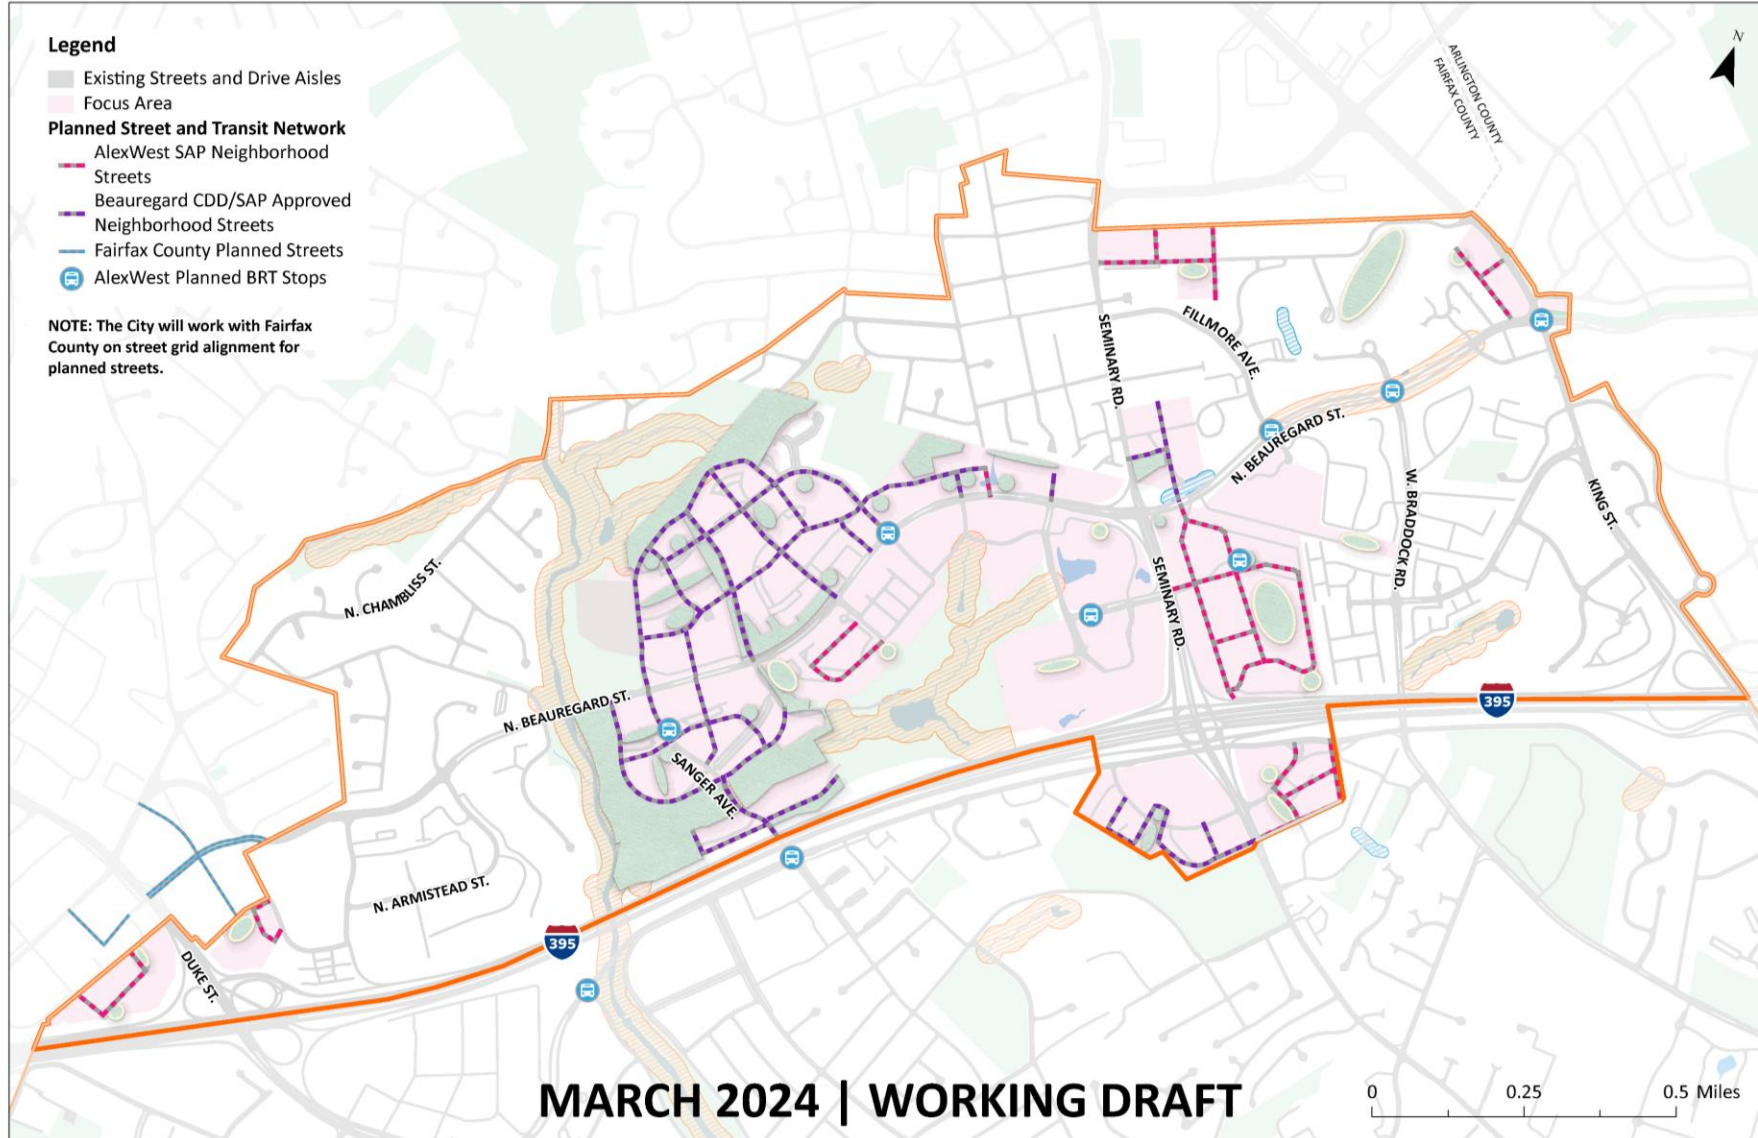 Legend
Existing Streets and Drive Aisles
Focus Area
Planned Street and Transit Network
AlexWest SAP Neighborhood
Streets
Beauregard CDD/SAP Approved
Neighborhood Streets
Fairfax County Planned Streets
AlexWest Planned BRT Stops
NOTE: The City will work with Fairfax
County on street grid alignment for
planned streets.
N
ARLINGTON COUNTY
FAIRFAX COUNTY
SEMINARY RD.
FILLMORE AVE.
N. BEAUREGARD ST.
W. BRADDOCK RD.
KING ST.
N. CHAMBLISS ST.
SEMINARY RD.
N. BEAUREGARD ST.
395
SANGER AVE.
N. ARMISTEAD ST.
395
DUKE ST.
MARCH 2024 | WORKING DRAFT
0 0.25 0.5 Miles